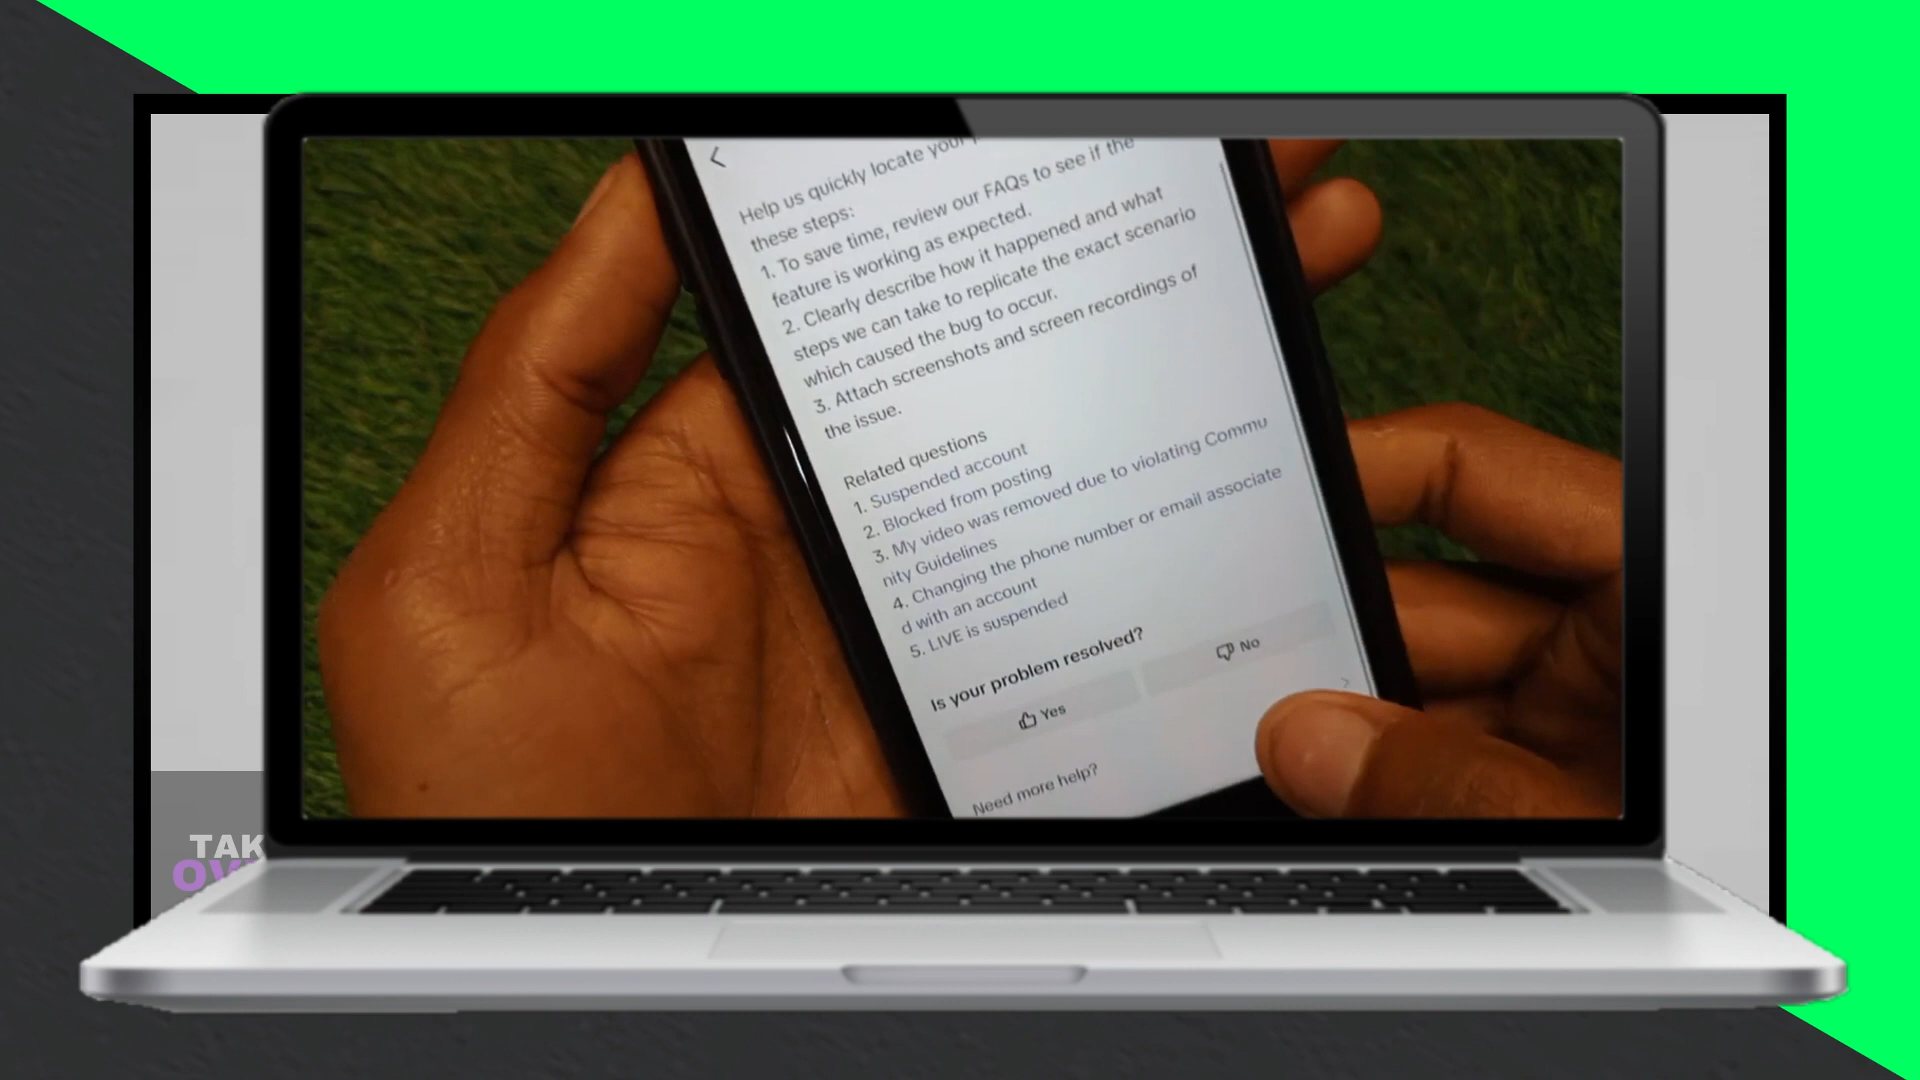 Help us quickly locate your
these steps:
1. To save time, review our FAQs to see if the
feature is working as expected.
2. Clearly describe how it happened and what
steps we can take to replicate the exact scenario
which caused the bug to occur.
3. Attach screenshots and screen recordings of
the issue.
Related questions
1. Suspended account
2. Blocked from posting
3. My video was removed due to violating Commu
nity Guidelines
4. Changing the phone number or email associate
d with an account
5. LIVE is suspended
Is your problem resolved?
Yes
No
Need more help?
TAK
OV